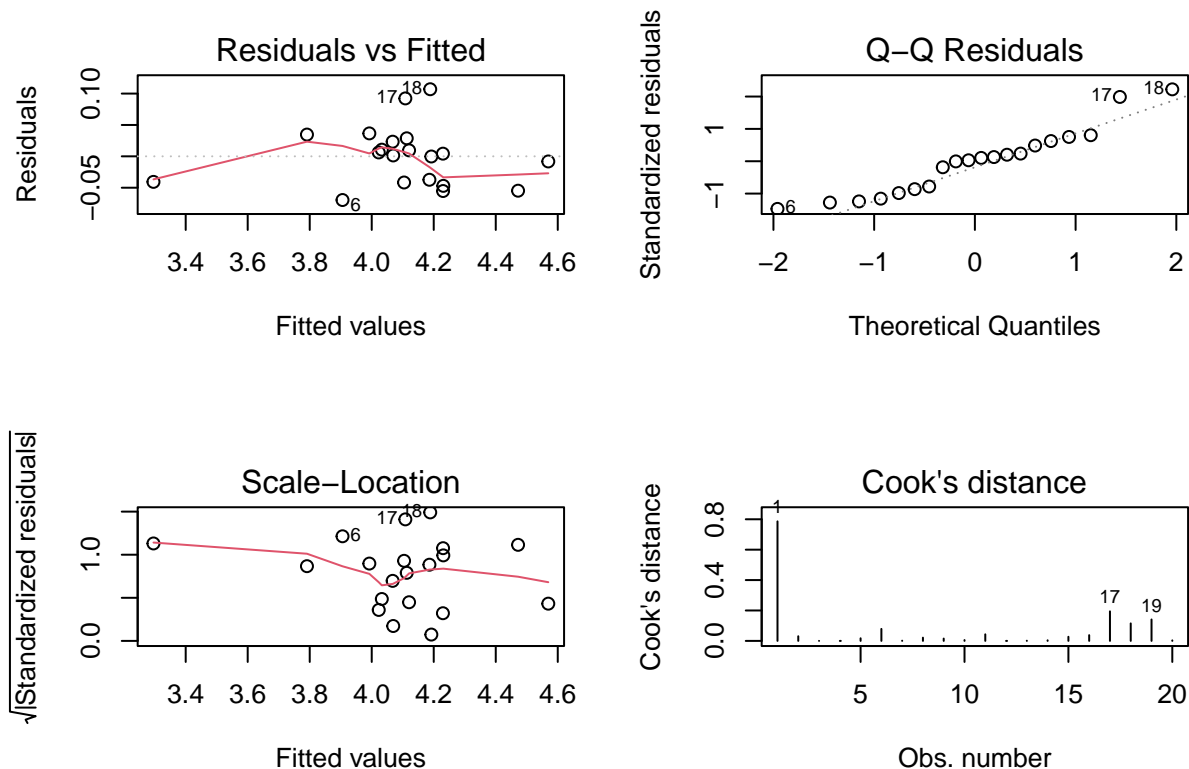 Residuals vs Fitted
Residuals
0.10
−0.05
17
18
6
3.4 3.6 3.8 4.0 4.2 4.4 4.6
Fitted values
Q−Q Residuals
Standardized residuals
1
−1
17
18
6
−2 −1 0 1 2
Theoretical Quantiles
Scale−Location
√|Standardized residuals|
1.0
0.0
17
18
6
3.4 3.6 3.8 4.0 4.2 4.4 4.6
Fitted values
Cook's distance
Cook's distance
0.8
0.4
0.0
1
17
19
5 10 15 20
Obs. number